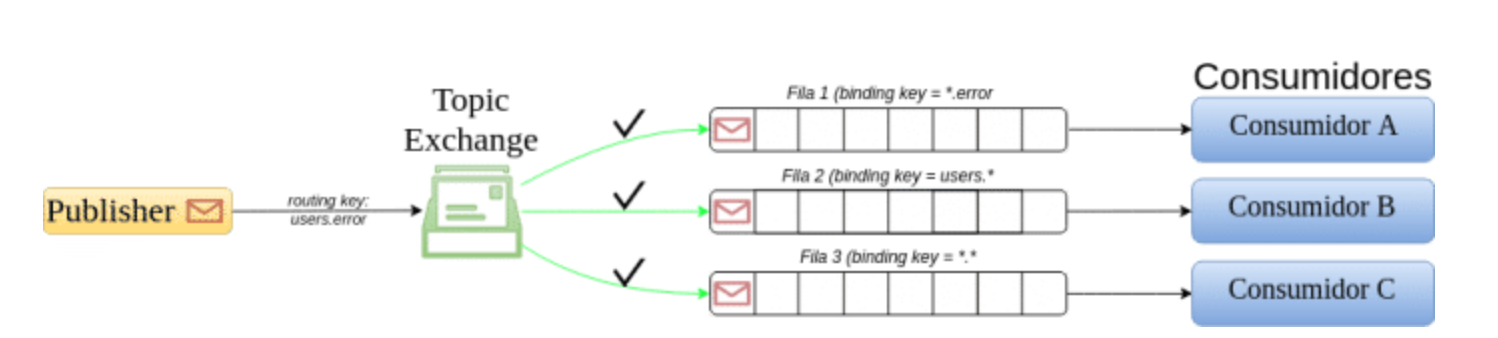 Consumidores
Topic
Exchange
Publisher
routing key:
users.error
Fila 1 (binding key = *.error
Consumidor A
Fila 2 (binding key = users.*
Consumidor B
Fila 3 (binding key = *.*
Consumidor C